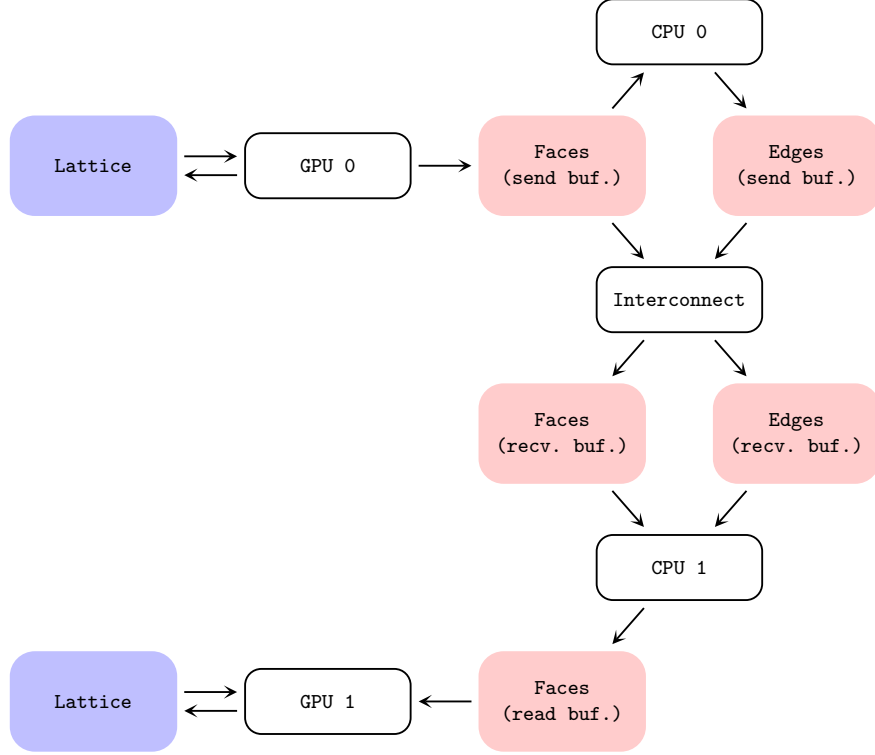 CPU 0
Lattice
GPU 0
Faces
(send buf.)
Edges
(send buf.)
Interconnect
Faces
(recv. buf.)
Edges
(recv. buf.)
CPU 1
Lattice
GPU 1
Faces
(read buf.)